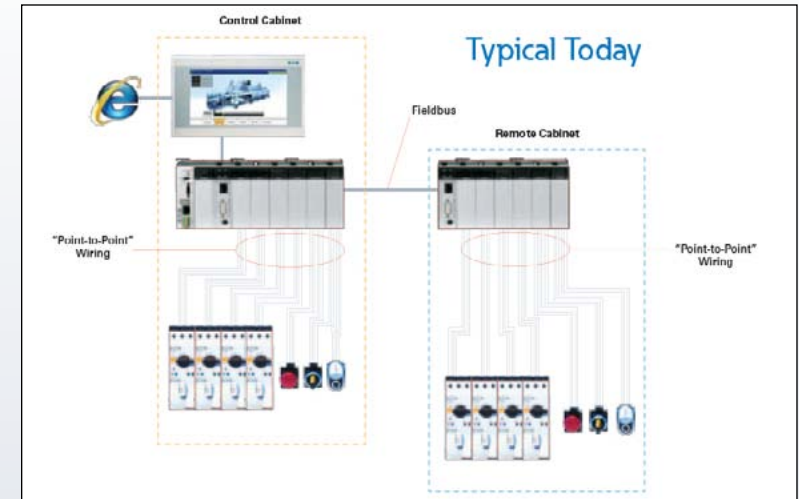 Control Cabinet
Typical Today
Fieldbus
Remote Cabinet
"Point-to-Point"
Wiring
"Point-to-Point"
Wiring